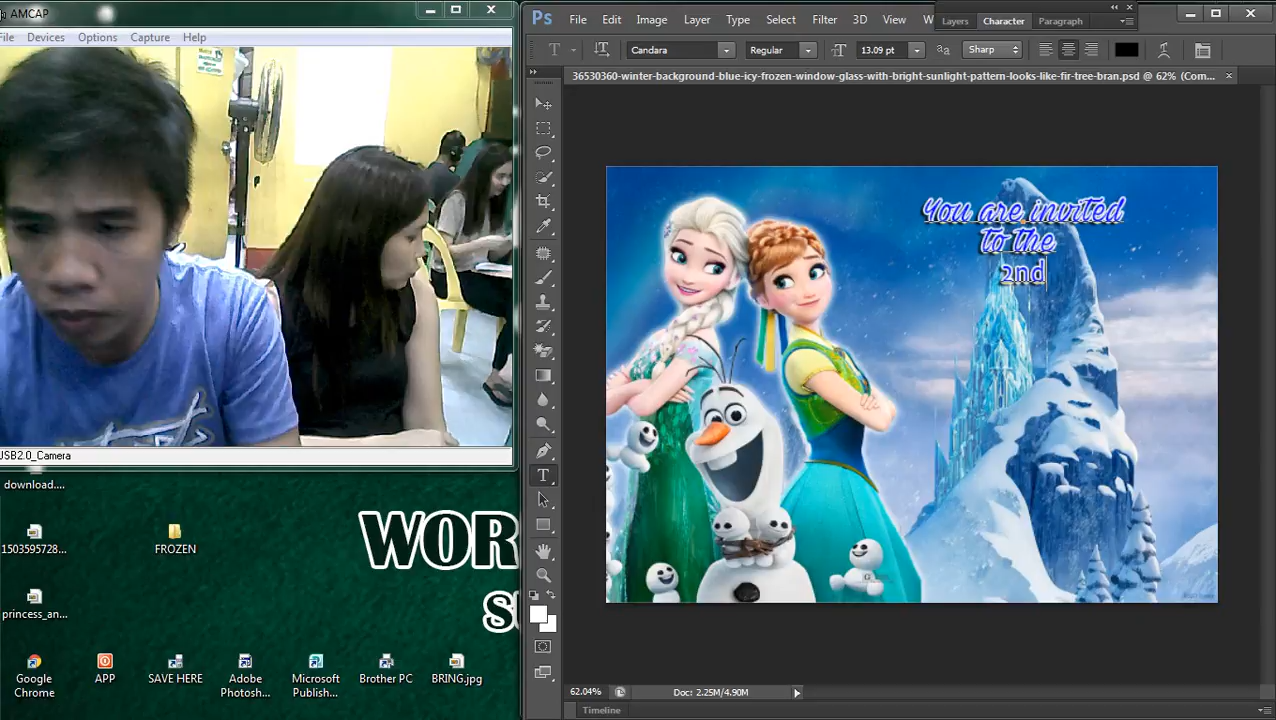 AMCAP
File Devices Options Capture Help
USB2.0_Camera
download....
1503595728...
FROZEN
princess_an...
WOR
Google Chrome
APP
SAVE HERE
Adobe Photosh...
Microsoft Publish...
Brother PC
BRING.jpg
Ps File Edit Image Layer Type Select Filter 3D View W
Layers Character Paragraph
T Candara Regular 13.09 pt aa Sharp
36530360-winter-background-blue-icy-frozen-window-glass-with-bright-sunlight-pattern-looks-like-fir-tree-bran.psd @ 62% (Com...
You are invited
to the
2nd
62.04% Doc: 2.25M/4.90M
Timeline